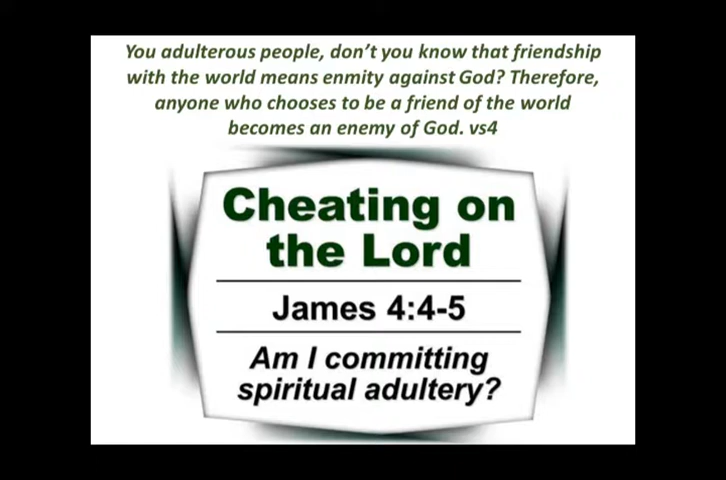 You adulterous people, don't you know that friendship
with the world means enmity against God? Therefore,
anyone who chooses to be a friend of the world
becomes an enemy of God. vs4
Cheating on
the Lord
James 4:4-5
Am I committing
spiritual adultery?